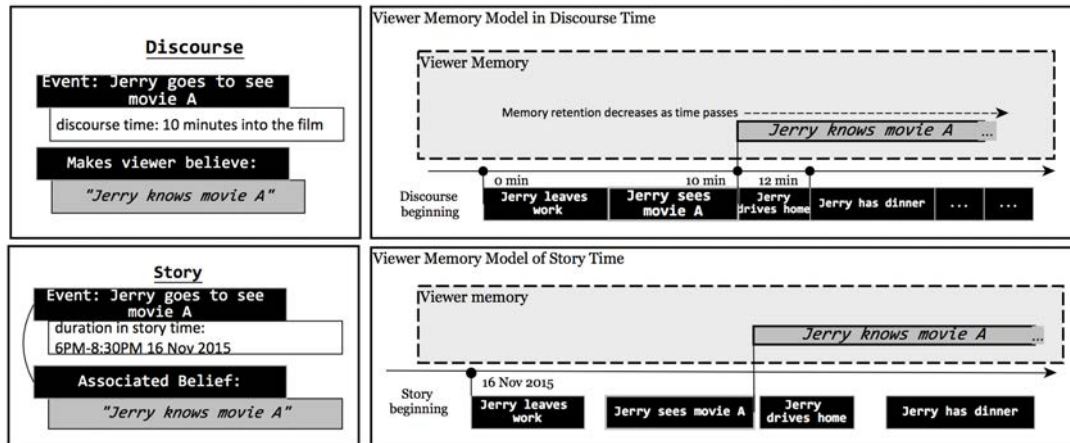 Discourse
Event: Jerry goes to see
movie A
discourse time: 10 minutes into the film
Makes viewer believe:
"Jerry knows movie A"
Viewer Memory Model in Discourse Time
Viewer Memory
Memory retention decreases as time passes
Jerry knows movie A
...
0 min
10 min
12 min
Discourse
beginning
Jerry leaves
work
Jerry sees
movie A
Jerry
drives home
Jerry has dinner
...
...
Story
Event: Jerry goes to see
movie A
duration in story time:
6PM-8:30PM 16 Nov 2015
Associated Belief:
"Jerry knows movie A"
Viewer Memory Model of Story Time
Viewer memory
Jerry knows movie A
...
16 Nov 2015
Story
beginning
Jerry leaves
work
Jerry sees movie A
Jerry
drives home
Jerry has dinner